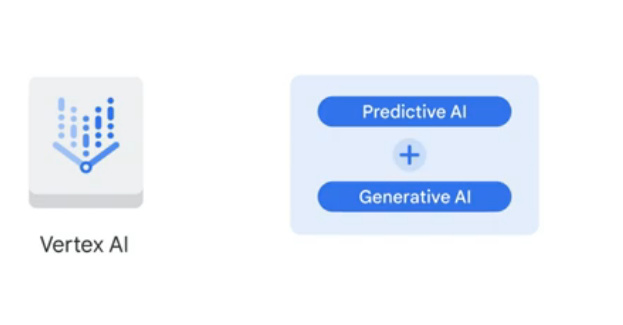 Predictive AI
+
Generative AI
Vertex AI